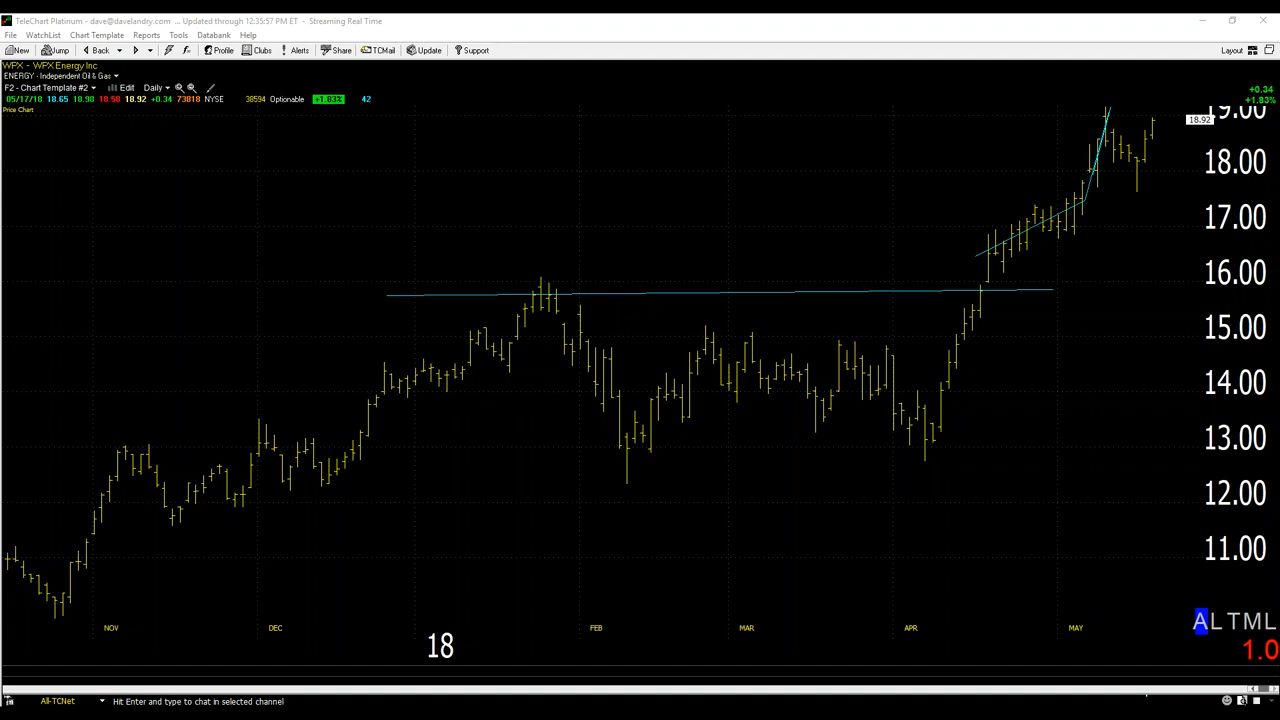 TeleChart Platinum - dave@davelandry.com ... Updated through 12:35:57 PM ET - Streaming Real Time
File WatchList Chart Template Reports Tools Databank Help
New Jump Back Profile Clubs Alerts Share TCMail Update Support Layout
WPX - WPX Energy Inc
ENERGY - Independent Oil & Gas
F2 - Chart Template #2 Edit Daily
05/17/18 18.65 18.98 18.58 18.92 +0.34 73818 NYSE 38594 Optionable +1.83% 42
+0.34
+1.83%
Price Chart
19.00
18.92
18.00
17.00
16.00
15.00
14.00
13.00
12.00
11.00
ALTML
NOV DEC FEB MAR APR MAY
18
1.0
All-TCNet Hit Enter and type to chat in selected channel